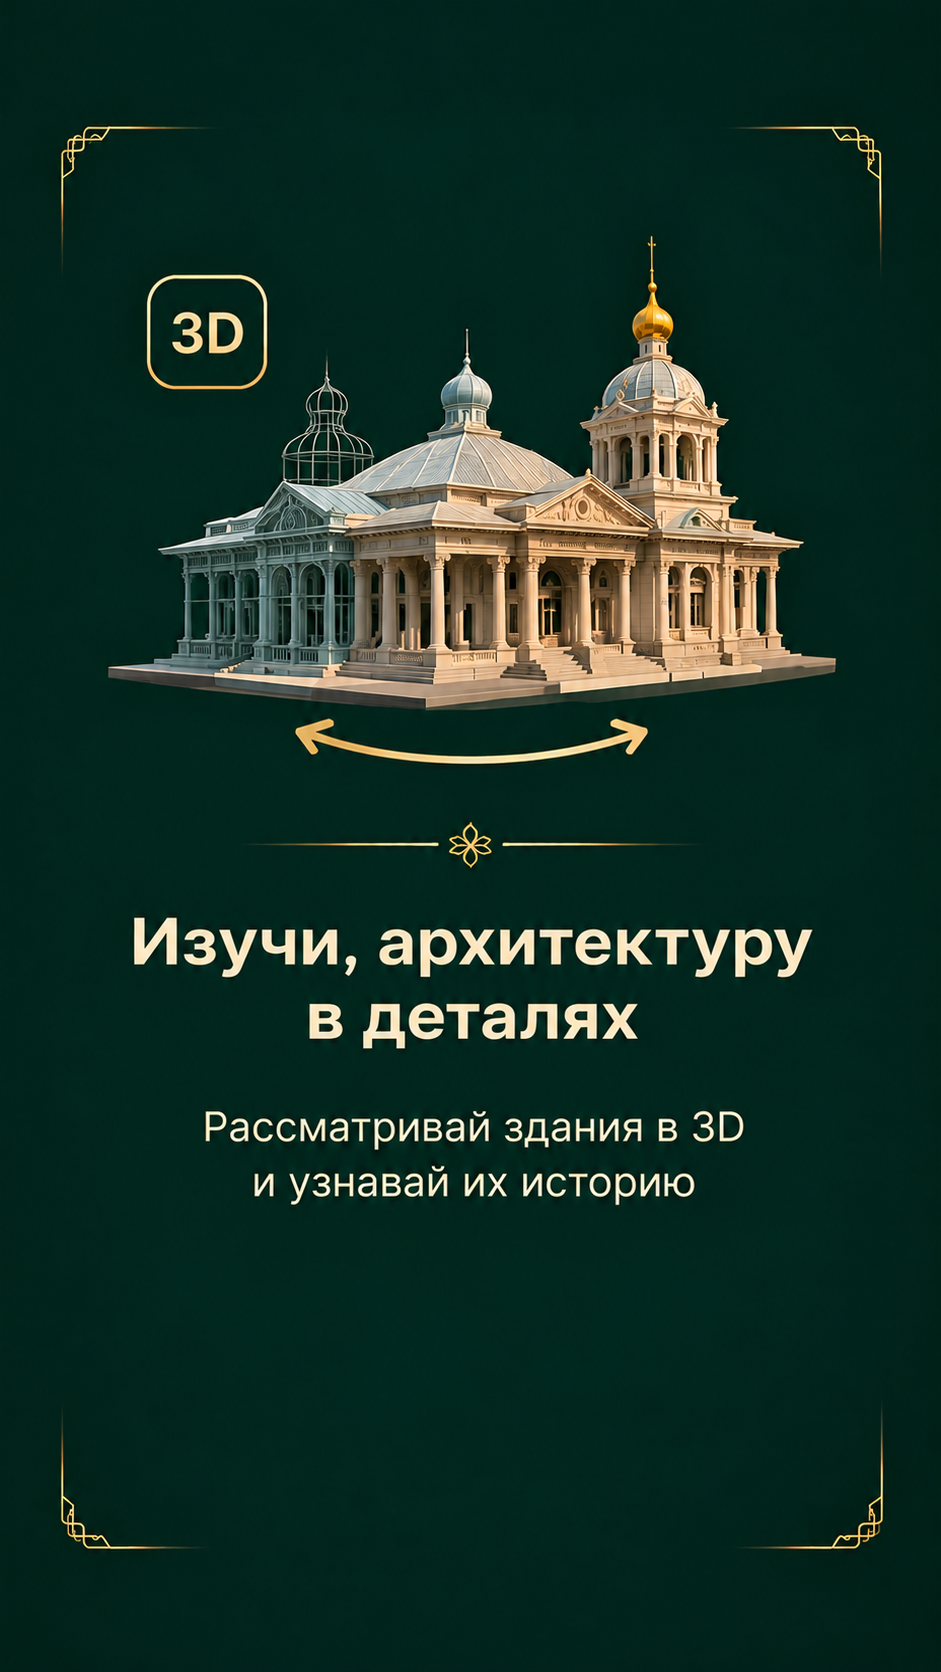 3D
Изучи, архитектуру
в деталях
Рассматривай здания в 3D
и узнавай их историю